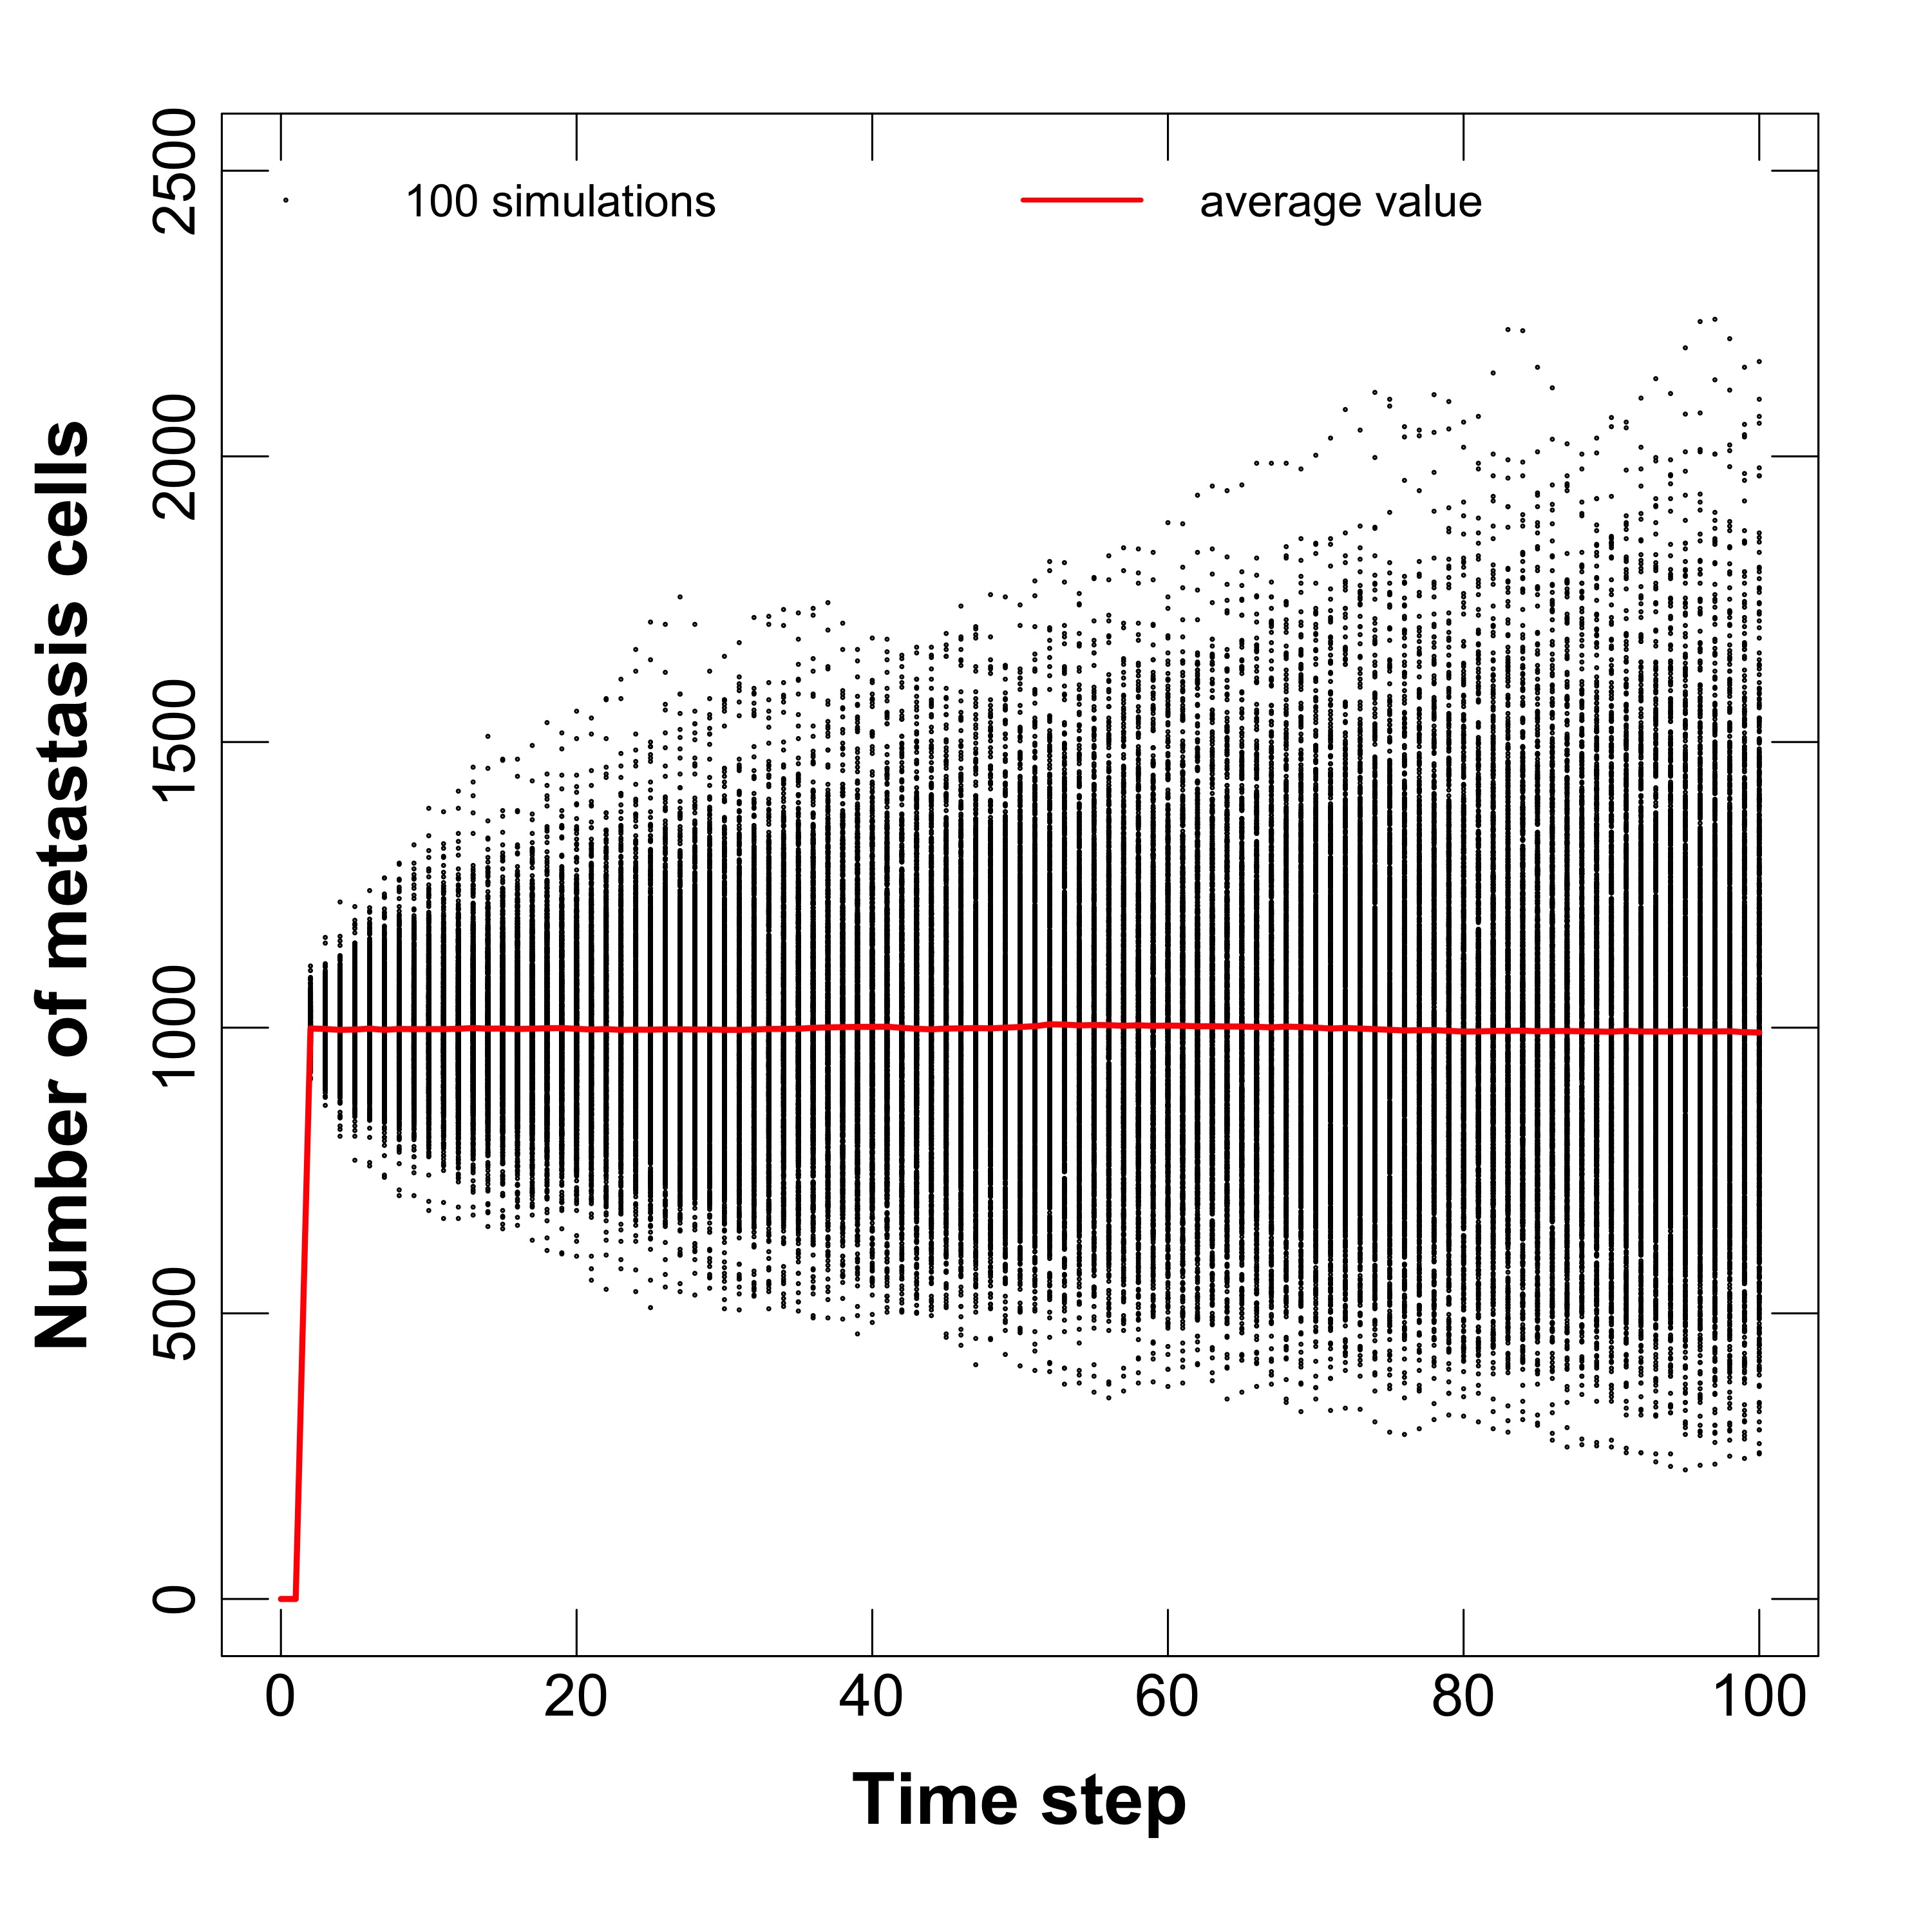 100 simulations
average value
2500
2000
1500
1000
500
0
Number of metastasis cells
0 20 40 60 80 100
Time step